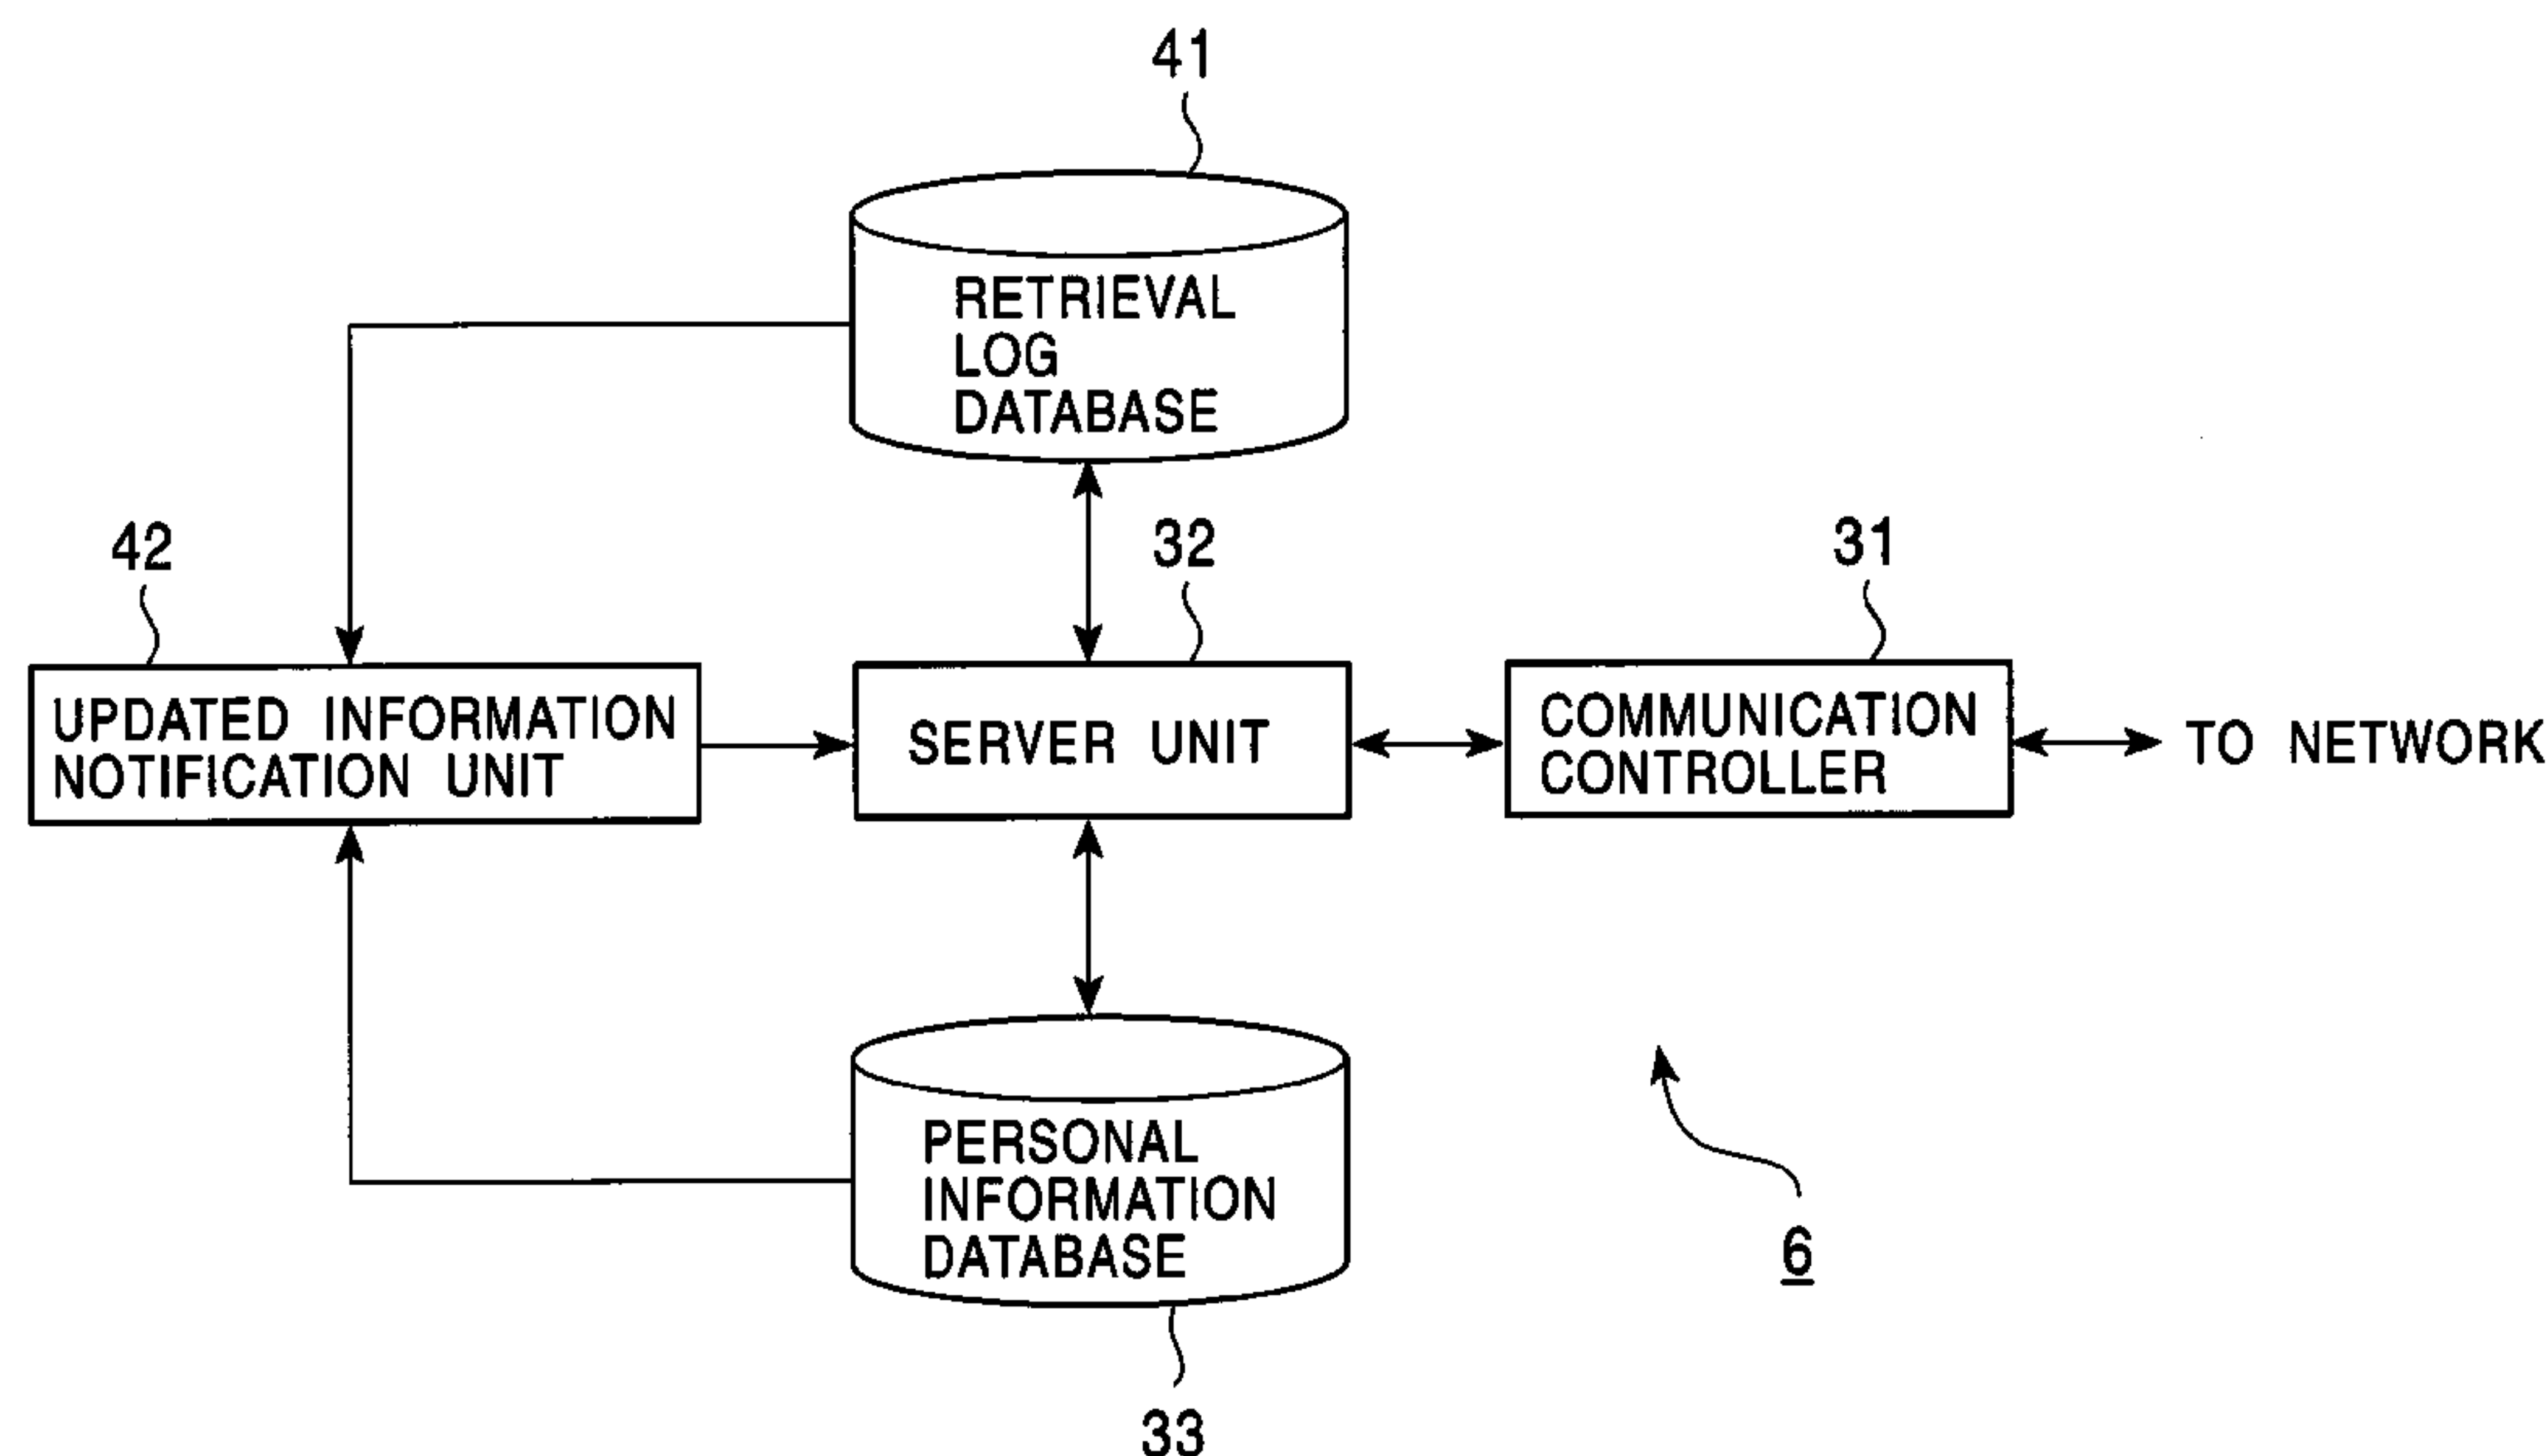 41
RETRIEVAL
LOG
DATABASE
42
32
31
UPDATED INFORMATION
NOTIFICATION UNIT
SERVER UNIT
COMMUNICATION
CONTROLLER
TO NETWORK
PERSONAL
INFORMATION
DATABASE
6
33